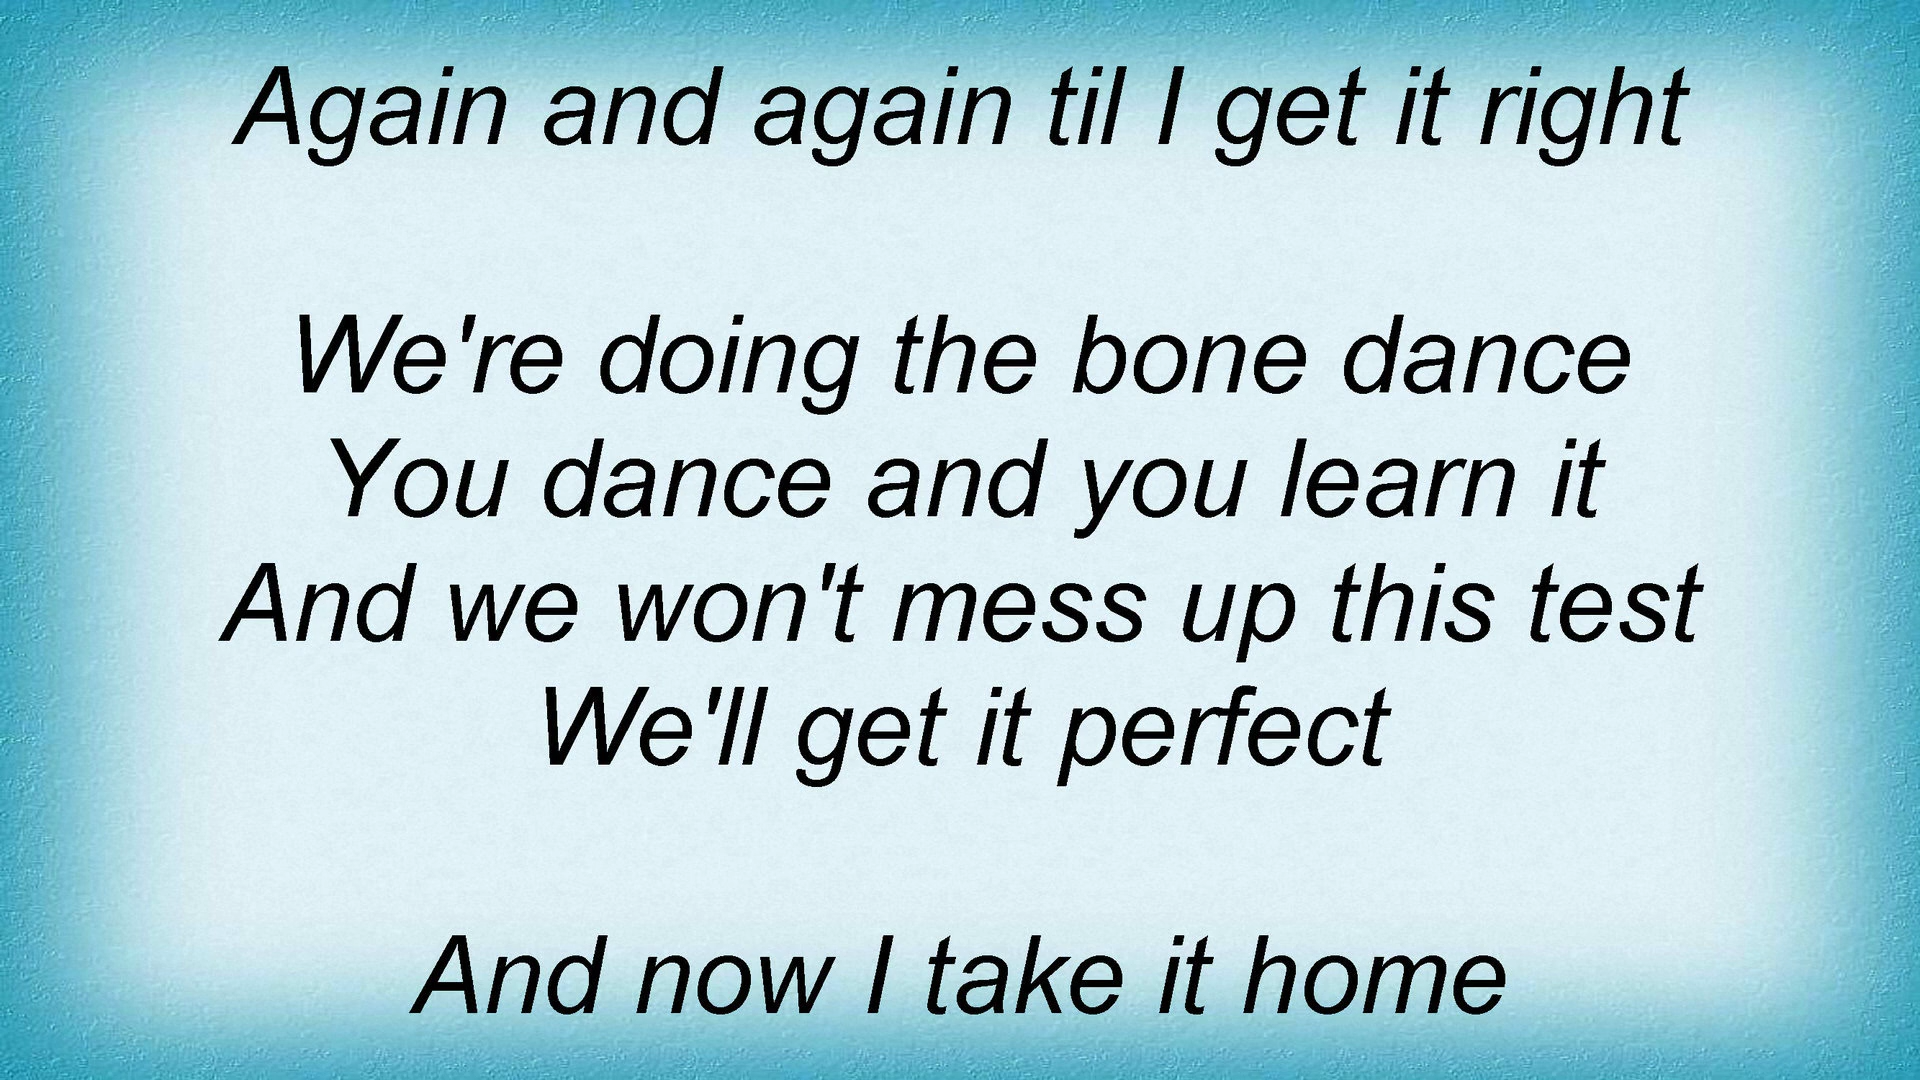 Again and again til I get it right
We're doing the bone dance
You dance and you learn it
And we won't mess up this test
We'll get it perfect
And now I take it home